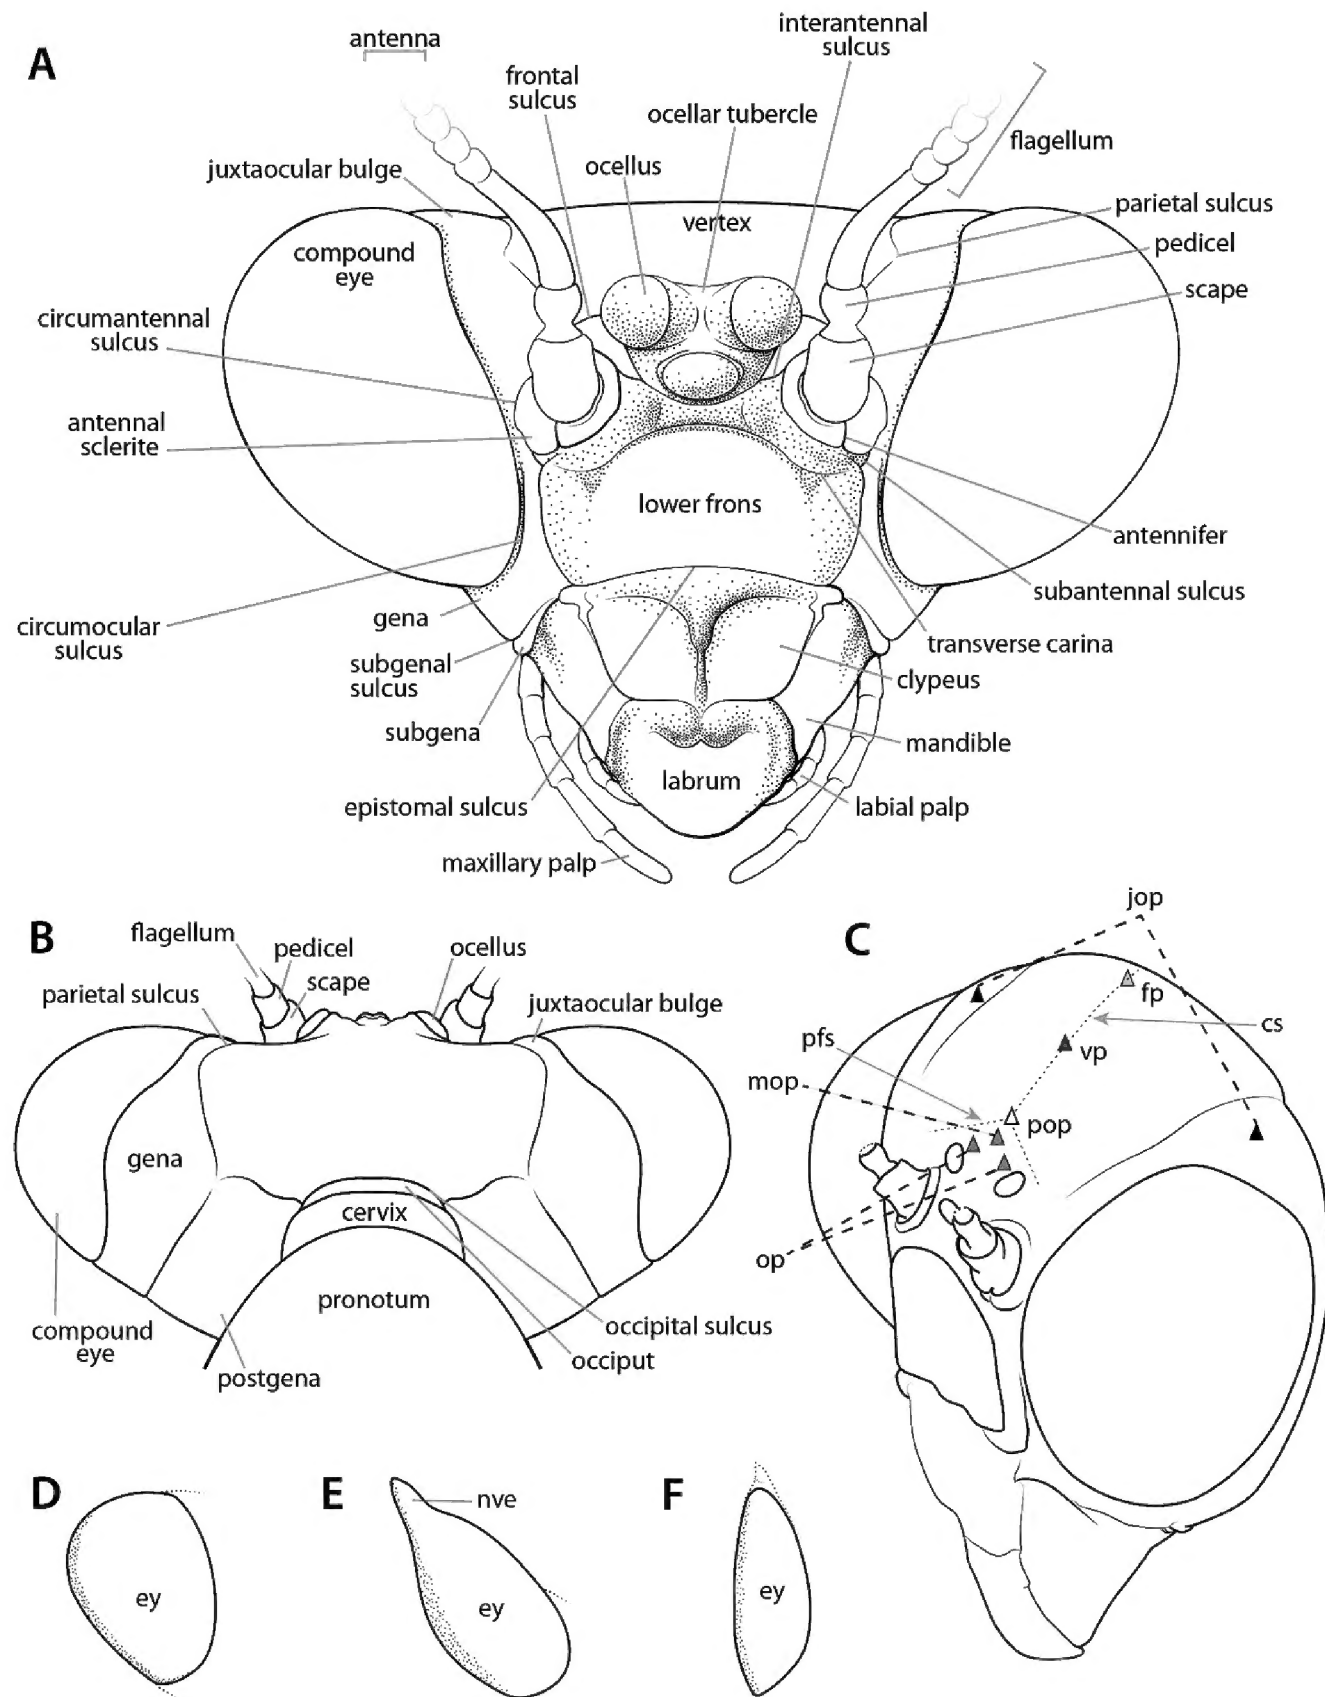 A
antenna
interantennal
sulcus
frontal
sulcus
ocellar tubercle
flagellum
juxtaocular bulge
ocellus
vertex
parietal sulcus
pedicel
compound
eye
scape
circumantennal
sulcus
antennal
sclerite
lower frons
antennifer
subantennal sulcus
gena
circumocular
sulcus
transverse carina
subgenal
sulcus
clypeus
subgena
mandible
labrum
epistomal sulcus
labial palp
maxillary palp
B
flagellum
pedicel
scape
ocellus
parietal sulcus
juxtaocular bulge
gena
cervix
pronotum
compound
eye
occipital sulcus
occiput
postgena
C
jop
fp
cs
pfs
vp
mop
pop
op
D
ey
E
nve
ey
F
ey